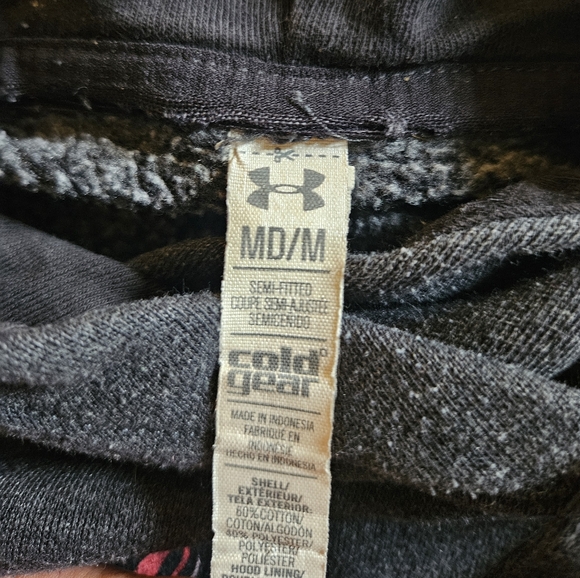 MD/M
SEMI-FITTED
COUPE SEMI-AJUSTÉE
SEMICEÑIDO
cold
gear
MADE IN INDONESIA
FABRIQUÉ EN
INDONÉSIE
HECHO EN INDONESIA
SHELL/
EXTÉRIEUR/
TELA EXTERIOR:
60% COTTON/
COTON/ALGODÓN
40% POLYESTER/
POLYESTER/
POLIÉSTER
HOOD LINING/